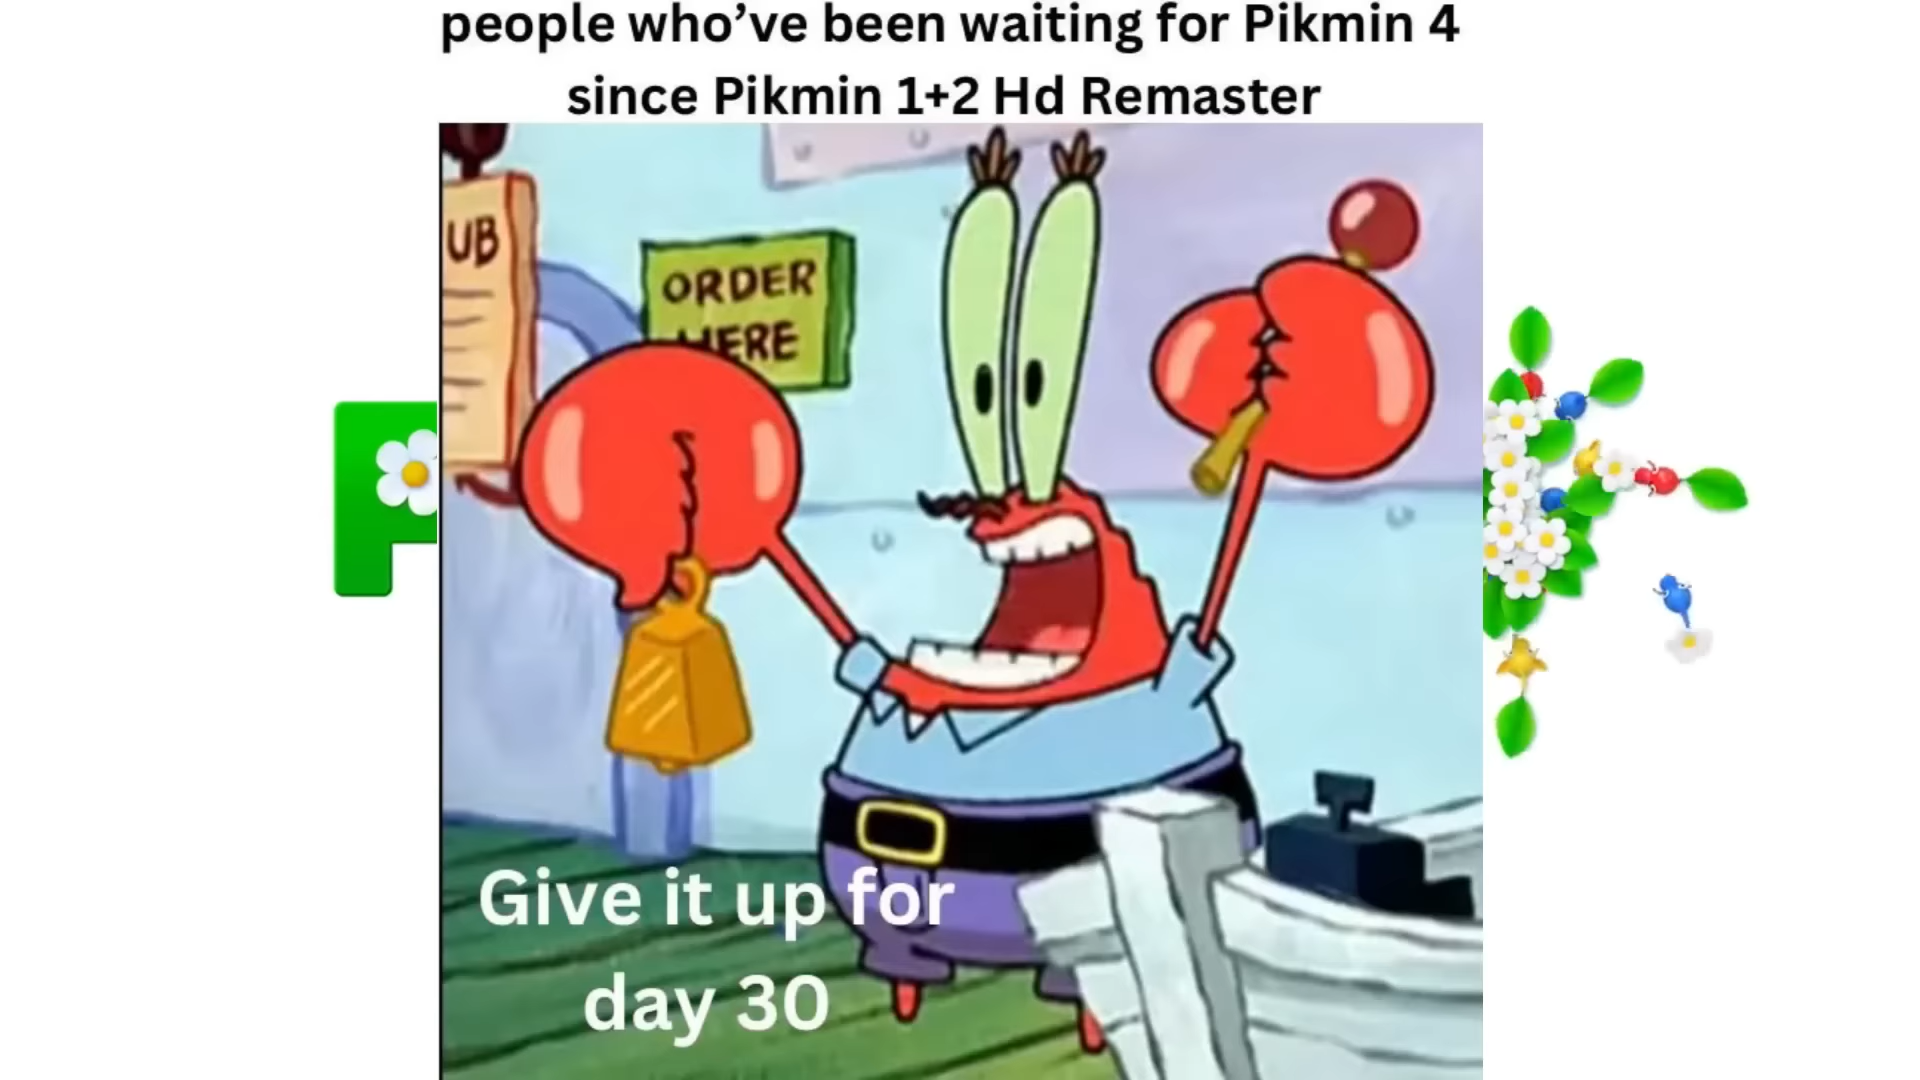 people who’ve been waiting for Pikmin 4
since Pikmin 1+2 Hd Remaster
UB
ORDER
HERE
P
Give it up for
day 30